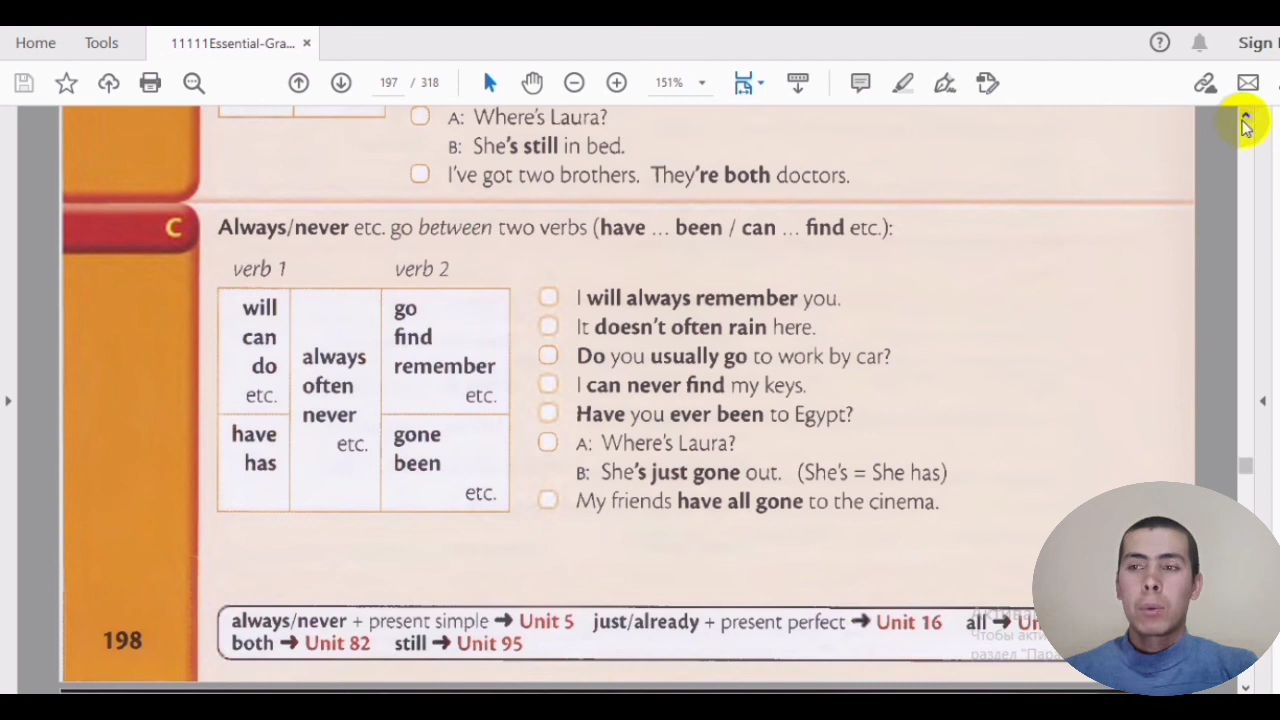 Home Tools 11111Essential-Gra... ×
Sign
197 / 318 151%
A: Where's Laura?
B: She's still in bed.
I've got two brothers. They're both doctors.
C
Always/never etc. go between two verbs (have ... been / can ... find etc.):
verb 1 verb 2
will
can
do
etc.
have
has
always
often
never
etc.
go
find
remember
etc.
gone
been
etc.
I will always remember you.
It doesn't often rain here.
Do you usually go to work by car?
I can never find my keys.
Have you ever been to Egypt?
A: Where's Laura?
B: She's just gone out. (She's = She has)
My friends have all gone to the cinema.
198
always/never + present simple ➔ Unit 5 just/already + present perfect ➔ Unit 16 all ➔
both ➔ Unit 82 still ➔ Unit 95
Чтобы
раздел